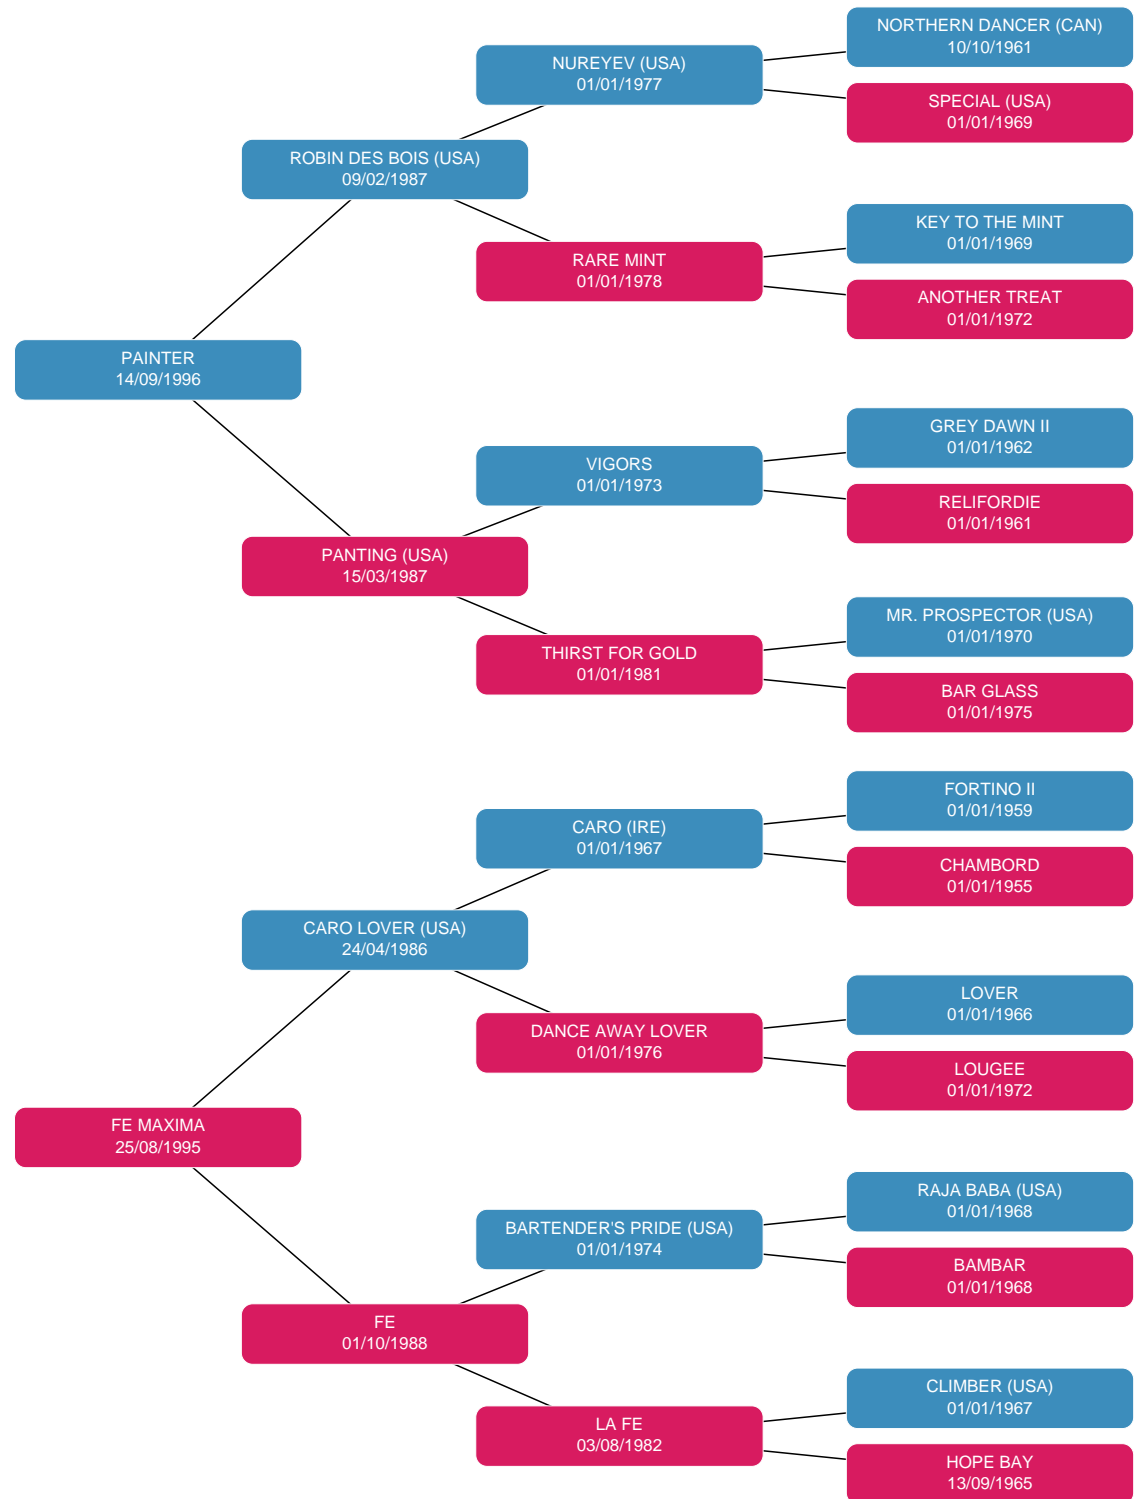 NORTHERN DANCER (CAN)
10/10/1961
NUREYEV (USA)
01/01/1977
SPECIAL (USA)
01/01/1969
ROBIN DES BOIS (USA)
09/02/1987
KEY TO THE MINT
01/01/1969
RARE MINT
01/01/1978
ANOTHER TREAT
01/01/1972
PAINTER
14/09/1996
GREY DAWN II
01/01/1962
VIGORS
01/01/1973
RELIFORDIE
01/01/1961
PANTING (USA)
15/03/1987
MR. PROSPECTOR (USA)
01/01/1970
THIRST FOR GOLD
01/01/1981
BAR GLASS
01/01/1975
FORTINO II
01/01/1959
CARO (IRE)
01/01/1967
CHAMBORD
01/01/1955
CARO LOVER (USA)
24/04/1986
LOVER
01/01/1966
DANCE AWAY LOVER
01/01/1976
LOUGEE
01/01/1972
FE MAXIMA
25/08/1995
RAJA BABA (USA)
01/01/1968
BARTENDER'S PRIDE (USA)
01/01/1974
BAMBAR
01/01/1968
FE
01/10/1988
CLIMBER (USA)
01/01/1967
LA FE
03/08/1982
HOPE BAY
13/09/1965